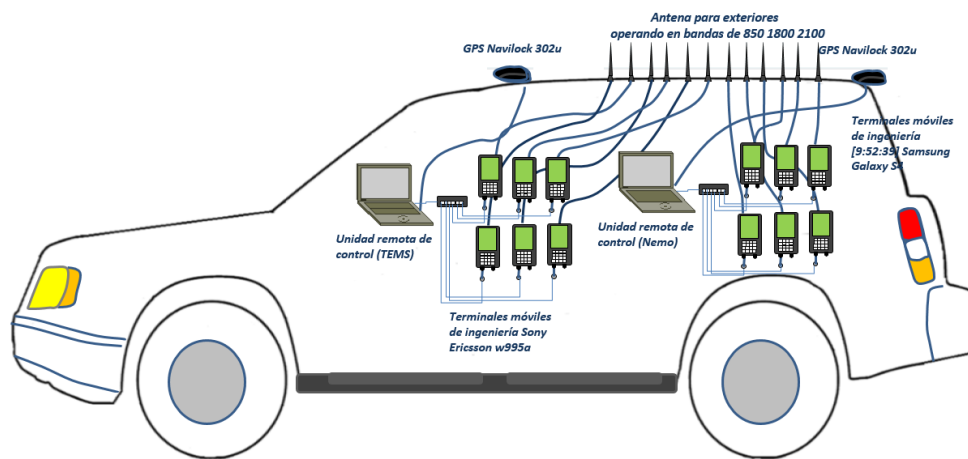 Antena para exteriores
operando en bandas de 850 1800 2100
GPS Navilock 302u
GPS Navilock 302u
Terminales móviles
de ingeniería
[9:52:39] Samsung
Galaxy S4
Unidad remota de
control (TEMS)
Unidad remota de
control (Nemo)
Terminales móviles
de ingeniería Sony
Ericsson w995a